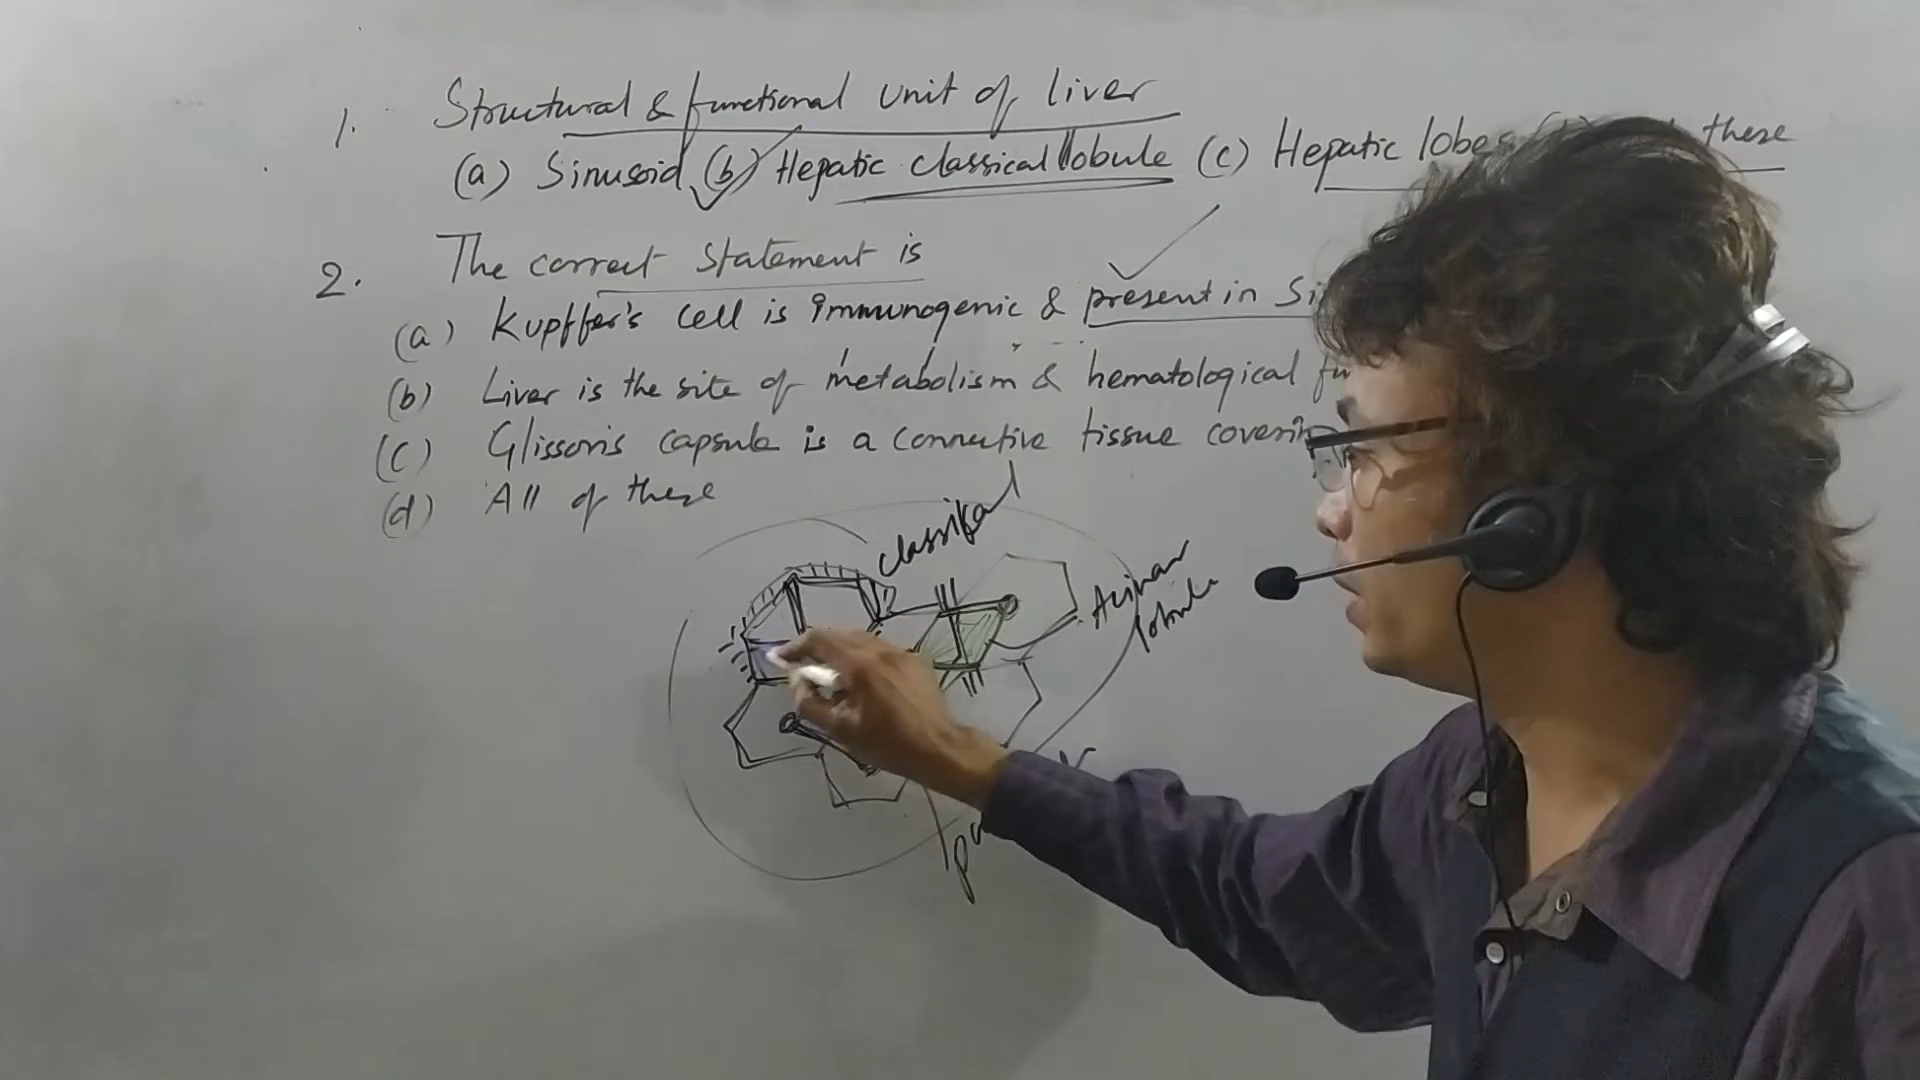 1. Structural & functional unit of liver
(a) Sinusoid (b) Hepatic classical lobule (c) Hepatic lobes these
2. The correct statement is
(a) Kupffer's cell is immunogenic & present in Si
(b) Liver is the site of metabolism & hematological fu
(c) Glisson's capsule is a connective tissue covering
(d) All of these
classical
Acinar
lobule